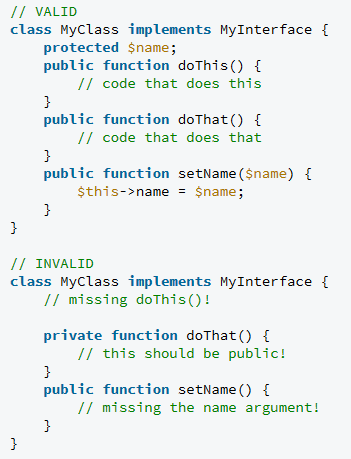 // VALID
class MyClass implements MyInterface {
    protected $name;
    public function doThis() {
        // code that does this
    }
    public function doThat() {
        // code that does that
    }
    public function setName($name) {
        $this->name = $name;
    }
}

// INVALID
class MyClass implements MyInterface {
    // missing doThis()!

    private function doThat() {
        // this should be public!
    }
    public function setName() {
        // missing the name argument!
    }
}